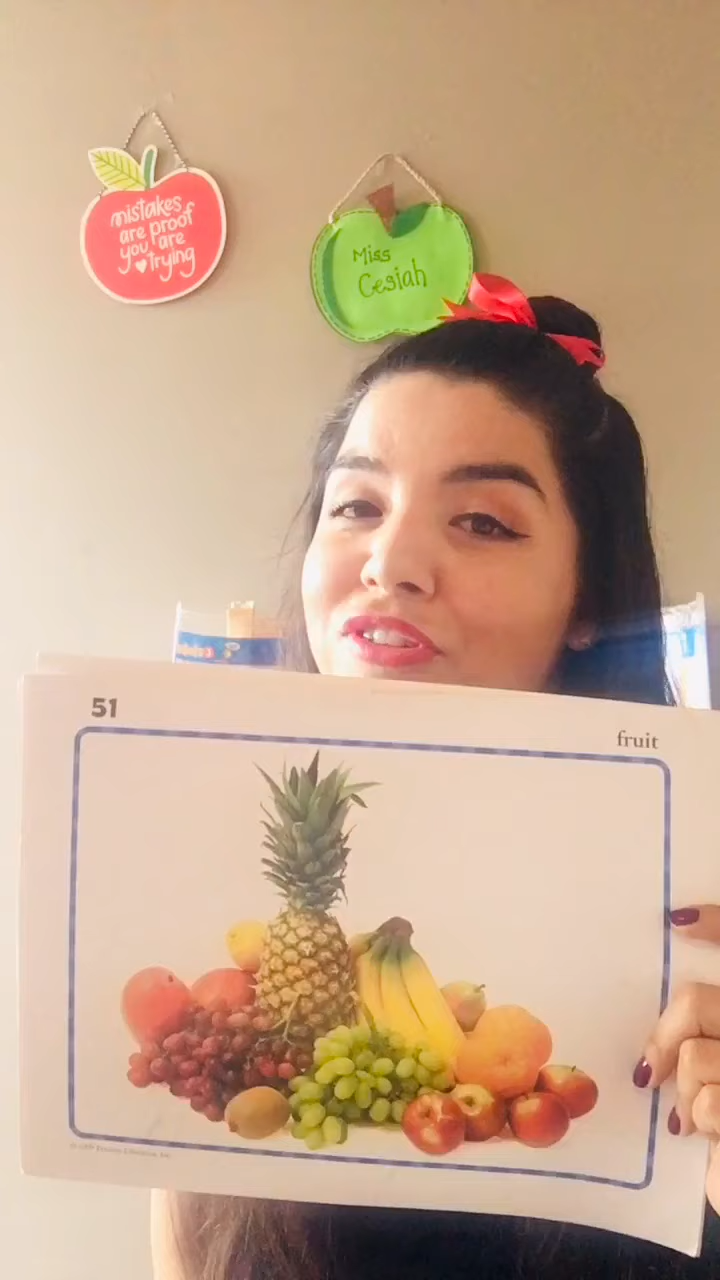 mistakes
are proof
you are
trying
Miss
Cesiah
51
fruit